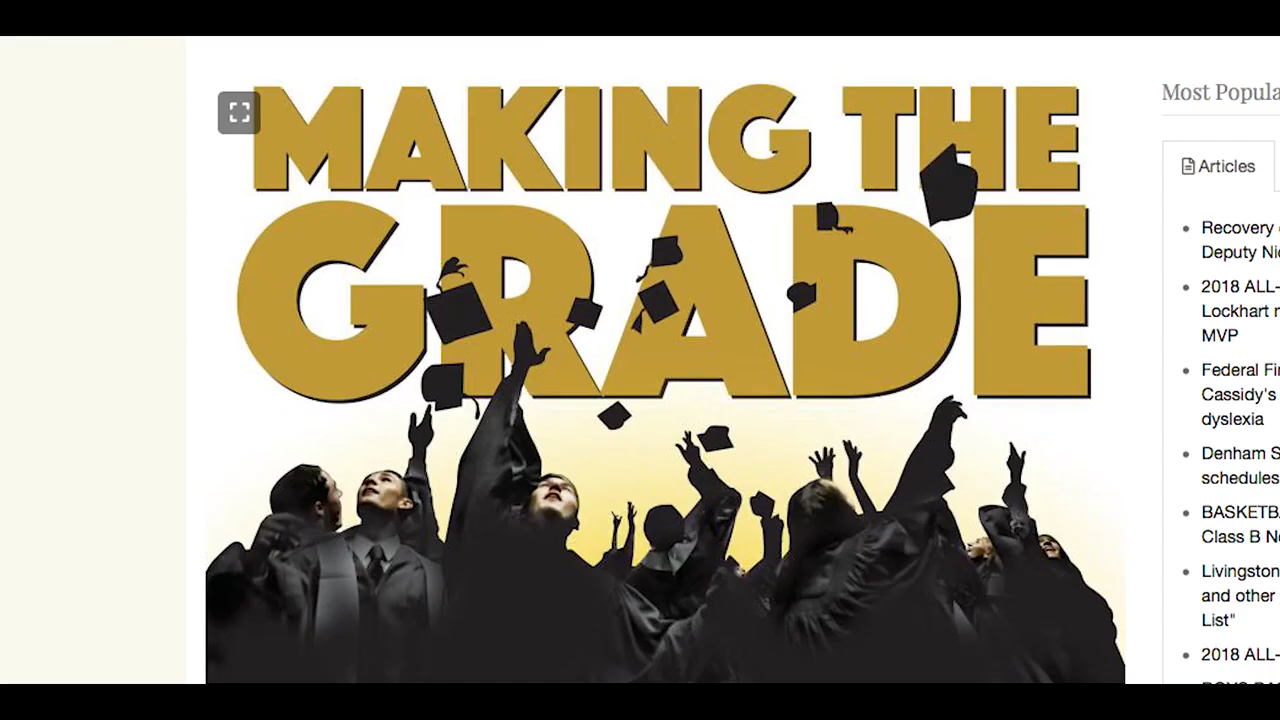 MAKING THE
GRADE
Most Popula
Articles
Recovery
Deputy Ni
2018 ALL-
Lockhart
MVP
Federal Fi
Cassidy's
dyslexia
Denham S
schedules
BASKETB
Class B N
Livingston
and other
List"
2018 ALL-